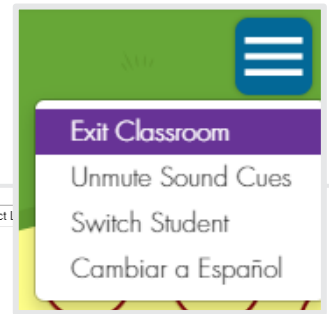 Exit Classroom
Unmute Sound Cues
Switch Student
Cambiar a Español